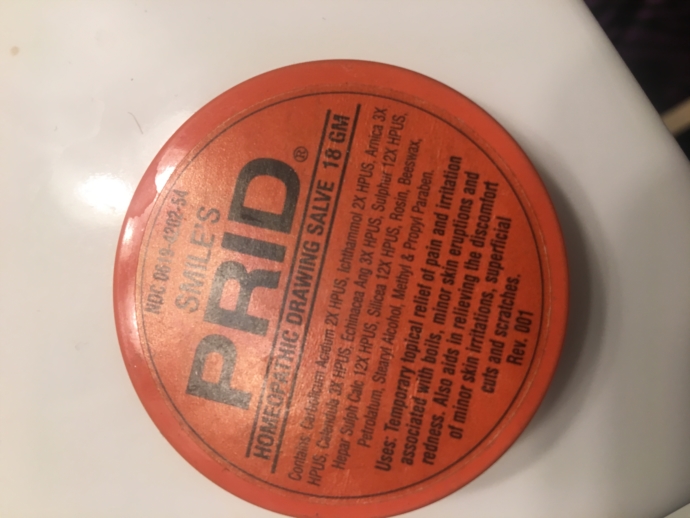 NDC 0619-4202-54
SMILE'S
PRID®
HOMEOPATHIC DRAWING SALVE 18 GM
Contains: Carbolicum Acidum 2X HPUS, Ichthammol 2X HPUS, Arnica 3X
HPUS, Calendula 3X HPUS, Echinacea Ang 3X HPUS, Sulphur 12X HPUS,
Hepar Sulph Calc 12X HPUS, Silicea 12X HPUS, Rosin, Beeswax,
Petrolatum, Stearyl Alcohol, Methyl & Propyl Paraben.
Uses: Temporary topical relief of pain and irritation
associated with boils, minor skin eruptions and
redness. Also aids in relieving the discomfort
of minor skin irritations, superficial
cuts and scratches.
Rev. 001